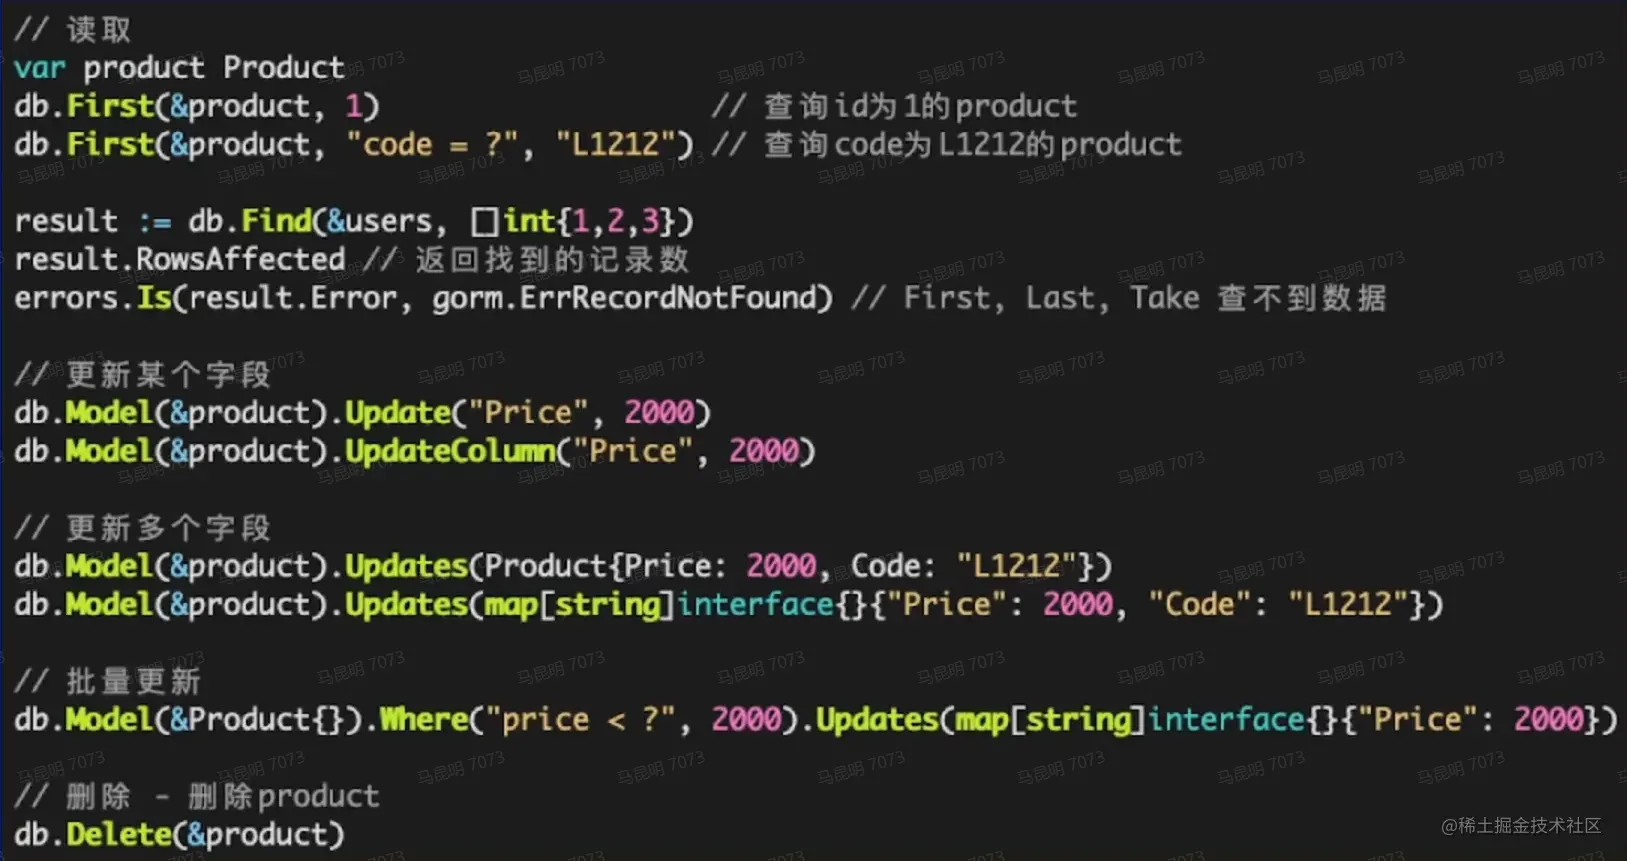 // 读取
var product Product
db.First(&product, 1)                   // 查询id为1的product
db.First(&product, "code = ?", "L1212") // 查询code为L1212的product
result := db.Find(&users, []int{1,2,3})
result.RowsAffected // 返回找到的记录数
errors.Is(result.Error, gorm.ErrRecordNotFound) // First, Last, Take 查不到数据
// 更新某个字段
db.Model(&product).Update("Price", 2000)
db.Model(&product).UpdateColumn("Price", 2000)
// 更新多个字段
db.Model(&product).Updates(Product{Price: 2000, Code: "L1212"})
db.Model(&product).Updates(map[string]interface{}{"Price": 2000, "Code": "L1212"})
// 批量更新
db.Model(&Product{}).Where("price < ?", 2000).Updates(map[string]interface{}{"Price": 2000})
// 删除 - 删除product
db.Delete(&product)
@稀土掘金技术社区
马昆明 7073